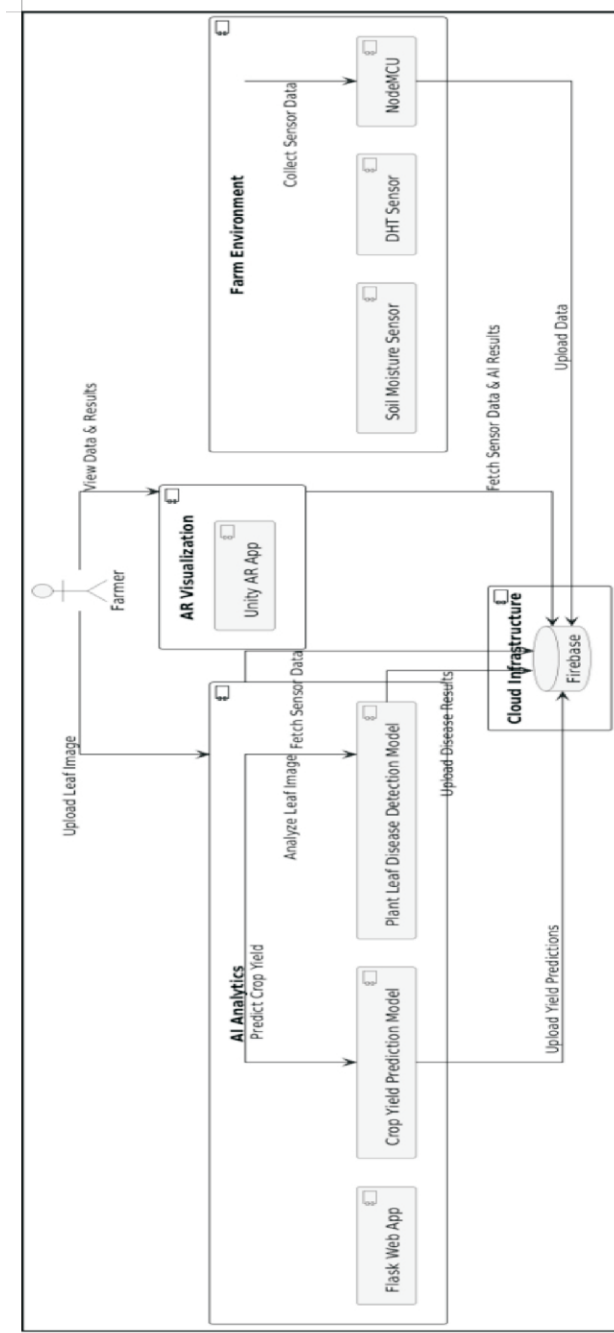 Farmer
Upload Leaf Image
View Data & Results
AI Analytics
Predict Crop Yield
Analyze Leaf Image
Fetch Sensor Data
Flask Web App
Crop Yield Prediction Model
Plant Leaf Disease Detection Model
AR Visualization
Unity AR App
Farm Environment
Collect Sensor Data
Soil Moisture Sensor
DHT Sensor
NodeMCU
Upload Disease Results
Upload Yield Predictions
Fetch Sensor Data & AI Results
Upload Data
Cloud Infrastructure
Firebase